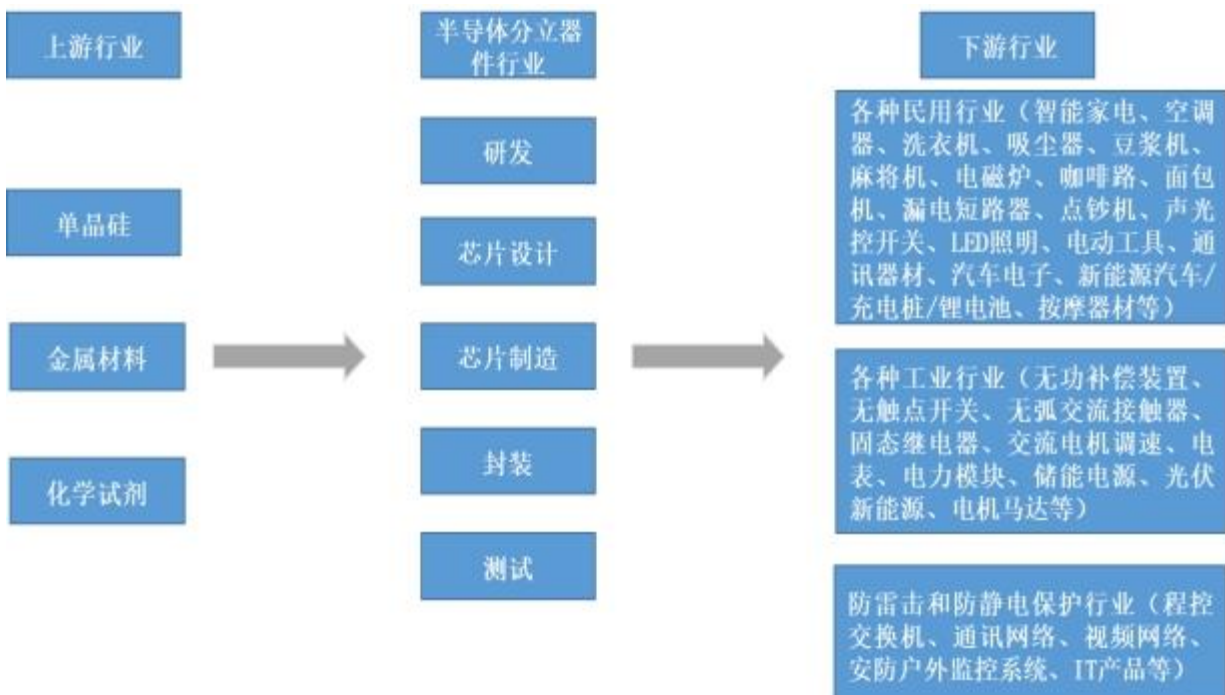 上游行业
单品硅
金属材料
化学试剂
半导体分立器
件行业
研发
芯片设计
芯片制造
封装
测试
下游行业
各种民用行业（智能家电、空调
器、洗衣机、吸尘器、豆浆机、
麻将机、电磁炉、咖啡路、面包
机、漏电短路器、点钞机、声光
控开关、LED照明、电动工具、通
讯器材、汽车电子、新能源汽车/
充电桩/锂电池、按摩器材等）
各种工业行业（无功补偿装置、
无触点开关、无弧交流接触器、
固态继电器、交流电机调速、电
表、电力模块、储能电源、光伏
新能源、电机马达等）
防雷击和防静电保护行业（程控
交换机、通讯网络、视频网络、
安防户外监控系统、IT产品等）